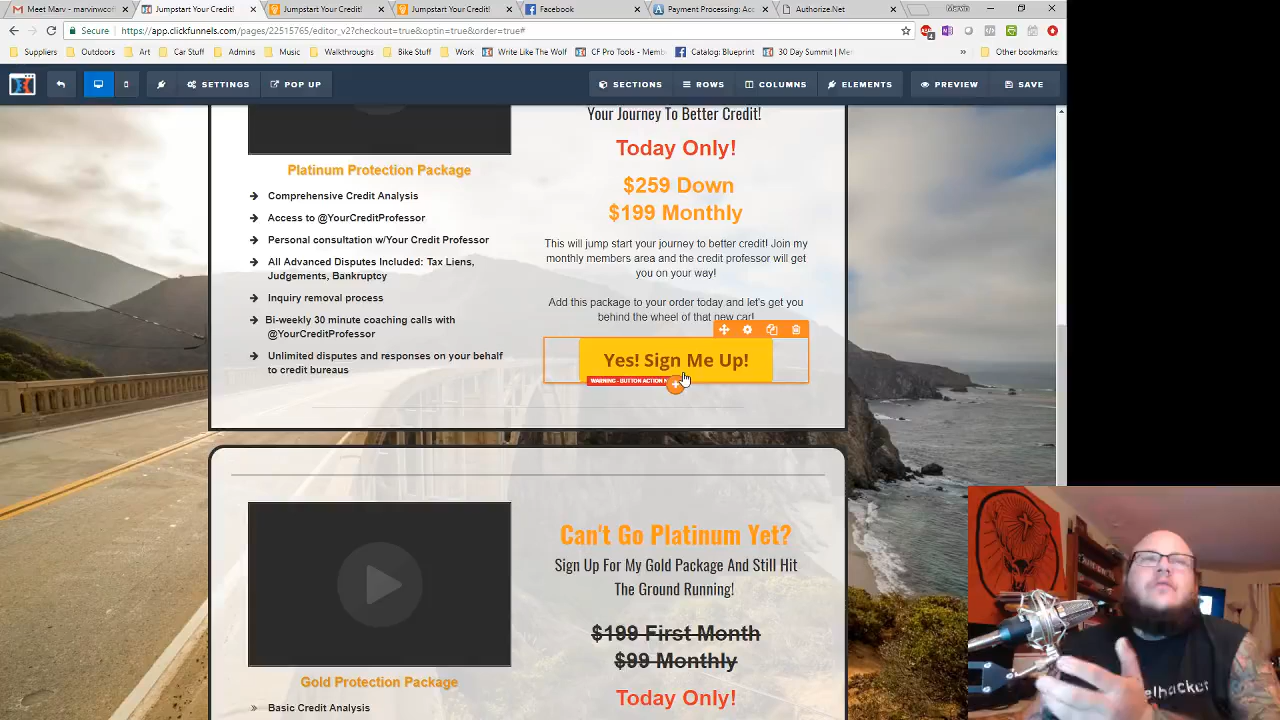 Meet Marv - marvinwcoff
Jumpstart Your Credit!
Jumpstart Your Credit!
Jumpstart Your Credit!
Facebook
Payment Processing: Acc
Authorize.Net
Marvin
Secure
https://app.clickfunnels.com/pages/22515765/editor_v2?checkout=true&optin=true&order=true#
Suppliers
Outdoors
Art
Car Stuff
Admins
Music
Walkthroughs
Bike Stuff
Work
Write Like The Wolf
CF Pro Tools - Memb
Catalog: Blueprint
30 Day Summit | Me
Other bookmarks
SETTINGS
POP UP
SECTIONS
ROWS
COLUMNS
ELEMENTS
PREVIEW
SAVE
Platinum Protection Package
Comprehensive Credit Analysis
Access to @YourCreditProfessor
Personal consultation w/Your Credit Professor
All Advanced Disputes Included: Tax Liens,
Judgements, Bankruptcy
Inquiry removal process
Bi-weekly 30 minute coaching calls with
@YourCreditProfessor
Unlimited disputes and responses on your behalf
to credit bureaus
Your Journey To Better Credit!
Today Only!
$259 Down
$199 Monthly
This will jump start your journey to better credit! Join my
monthly members area and the credit professor will get
you on your way!
Add this package to your order today and let's get you
behind the wheel of that new car!
Yes! Sign Me Up!
WARNING - BUTTON ACTION
Gold Protection Package
Basic Credit Analysis
Can't Go Platinum Yet?
Sign Up For My Gold Package And Still Hit
The Ground Running!
$199 First Month
$99 Monthly
Today Only!
elhacker